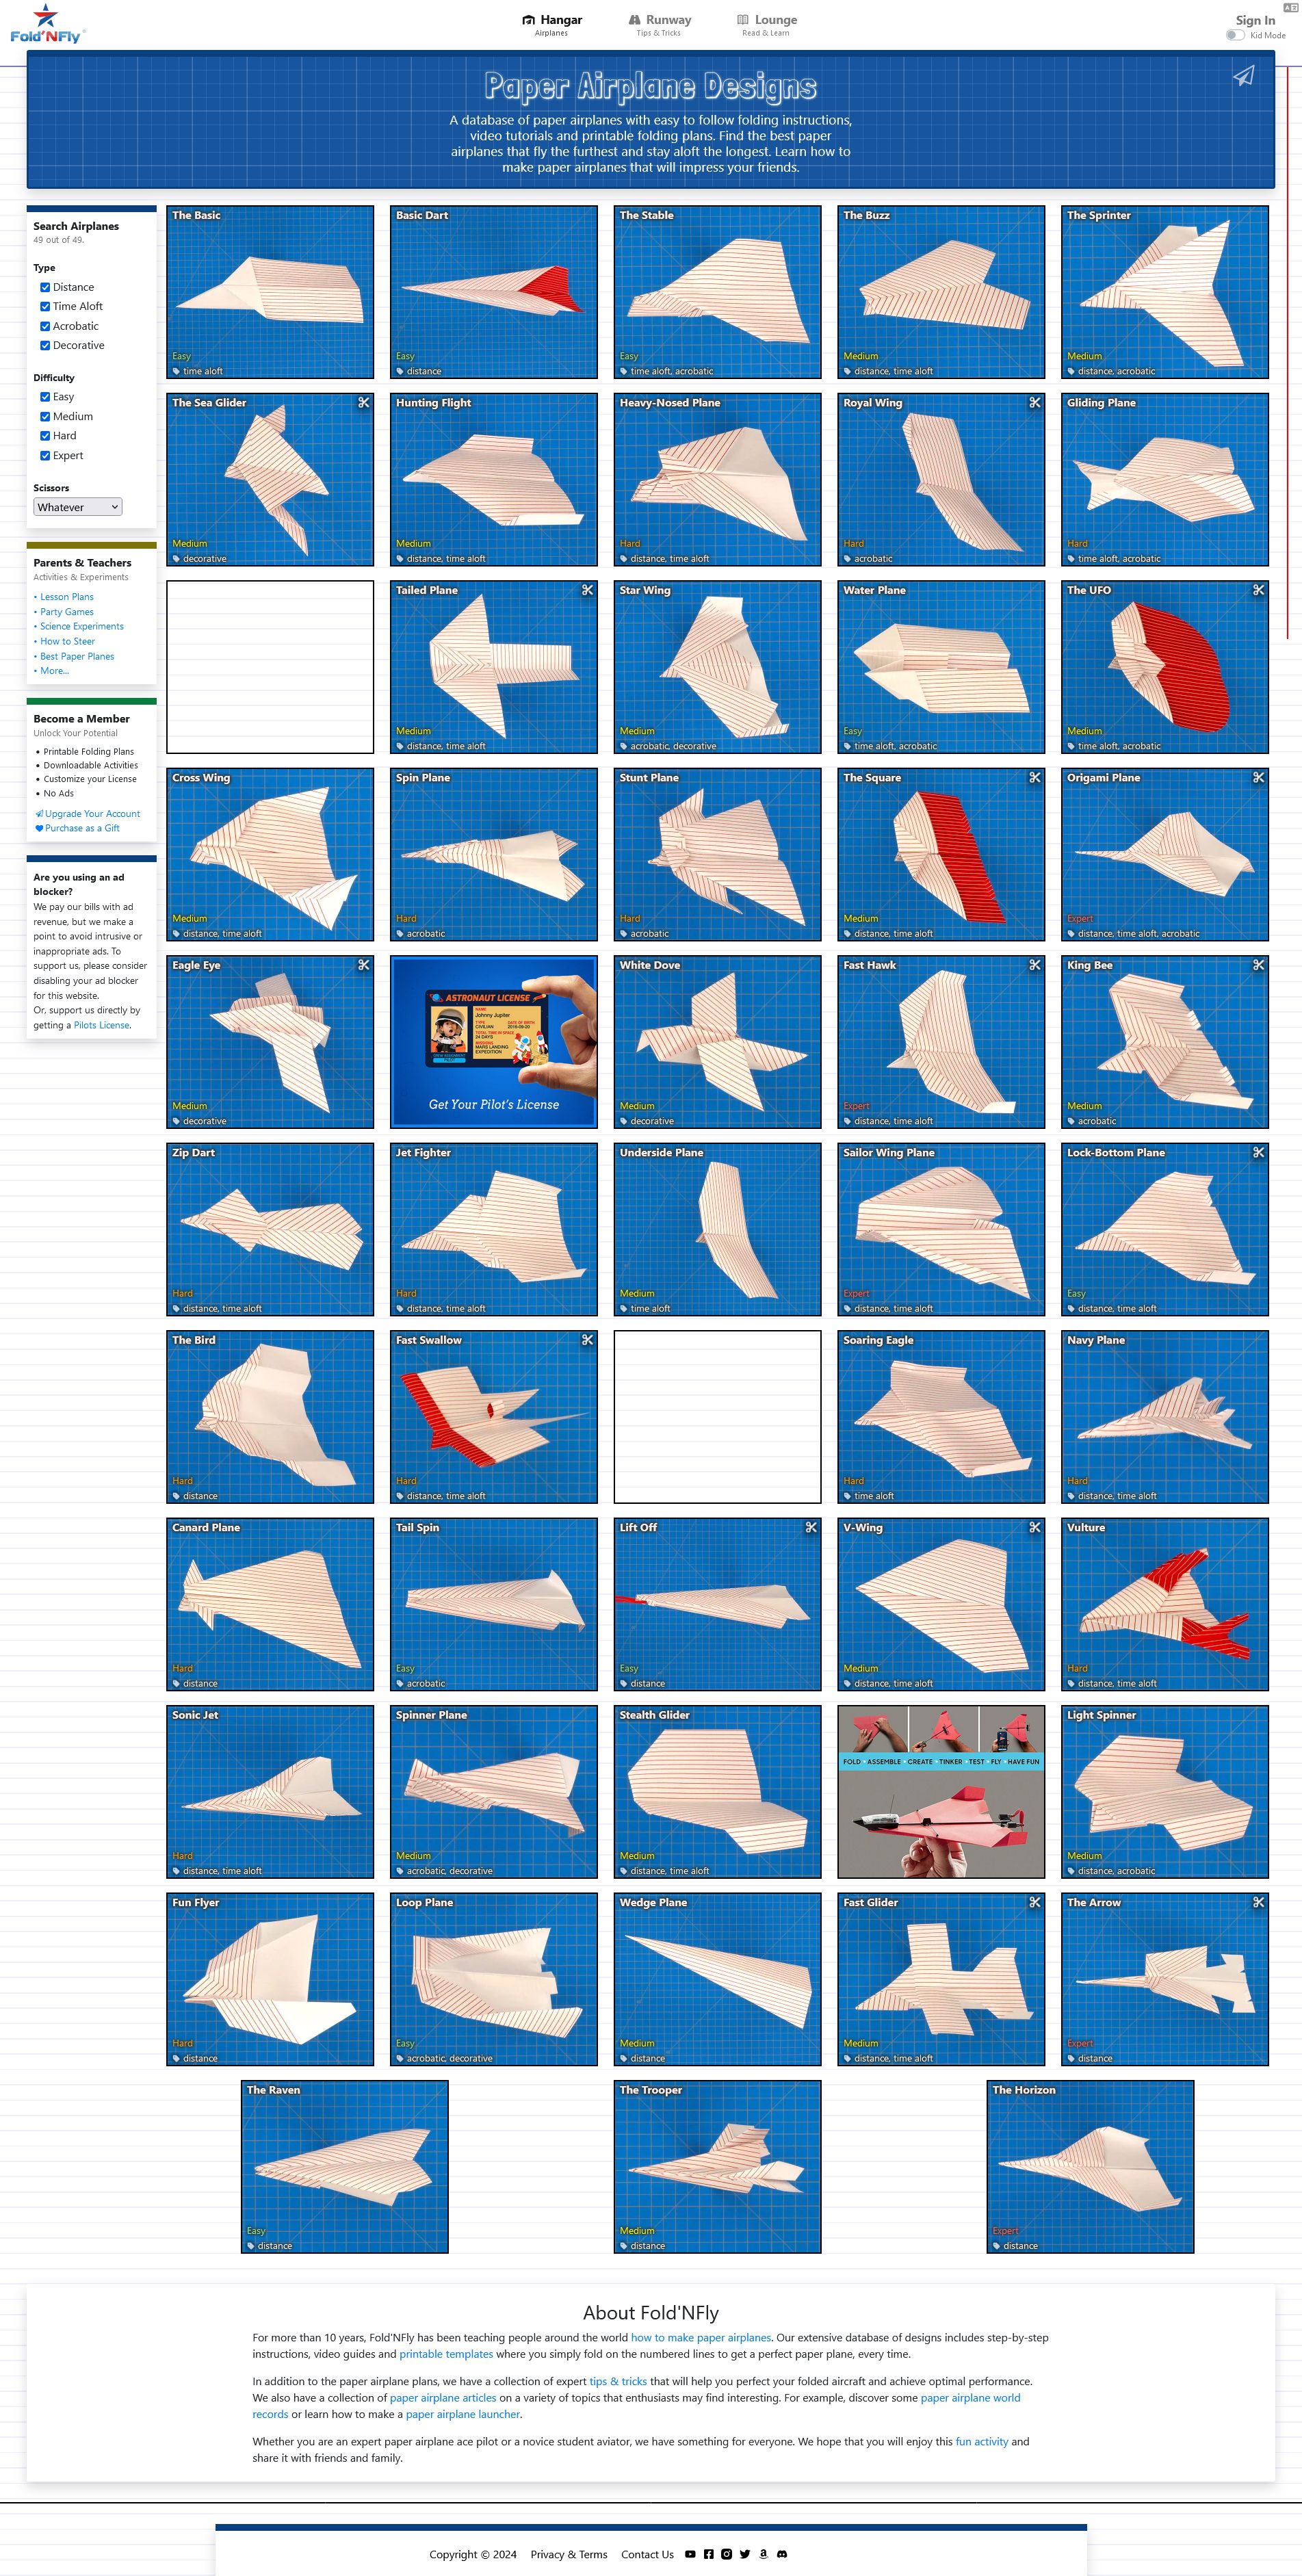 Fold'NFly
Hangar
Airplanes
Runway
Tips & Tricks
Lounge
Read & Learn
Sign In
Kid Mode
Paper Airplane Designs
A database of paper airplanes with easy to follow folding instructions,
video tutorials and printable folding plans. Find the best paper
airplanes that fly the furthest and stay aloft the longest. Learn how to
make paper airplanes that will impress your friends.
Search Airplanes
49 out of 49.
Type
Distance
Time Aloft
Acrobatic
Decorative
Difficulty
Easy
Medium
Hard
Expert
Scissors
Whatever
Parents & Teachers
Activities & Experiments
• Lesson Plans
• Party Games
• Science Experiments
• How to Steer
• Best Paper Planes
• More...
Become a Member
Unlock Your Potential
• Printable Folding Plans
• Downloadable Activities
• Customize your License
• No Ads
Upgrade Your Account
Purchase as a Gift
Are you using an ad
blocker?
We pay our bills with ad
revenue, but we make a
point to avoid intrusive or
inappropriate ads. To
support us, please consider
disabling your ad blocker
for this website.
Or, support us directly by
getting a Pilots License.
The Basic
Easy
time aloft
Basic Dart
Easy
distance
The Stable
Easy
time aloft, acrobatic
The Buzz
Medium
distance, time aloft
The Sprinter
Medium
distance, acrobatic
The Sea Glider
Medium
decorative
Hunting Flight
Medium
distance, time aloft
Heavy-Nosed Plane
Hard
distance, time aloft
Royal Wing
Hard
acrobatic
Gliding Plane
Hard
time aloft, acrobatic
Tailed Plane
Medium
distance, time aloft
Star Wing
Medium
acrobatic, decorative
Water Plane
Easy
time aloft, acrobatic
The UFO
Medium
time aloft, acrobatic
Cross Wing
Medium
distance, time aloft
Spin Plane
Hard
acrobatic
Stunt Plane
Hard
acrobatic
The Square
Medium
distance, time aloft
Origami Plane
Expert
distance, time aloft, acrobatic
Eagle Eye
Medium
decorative
ASTRONAUT LICENSE
NAME
Johnny Jupiter
TYPE
CIVILIAN
DATE OF BIRTH
2018-09-20
TOTAL TIME IN SPACE
24 DAYS
MISSIONS
MARS LANDING
EXPEDITION
Get Your Pilot's License
White Dove
Medium
decorative
Fast Hawk
Expert
distance, time aloft
King Bee
Medium
acrobatic
Zip Dart
Hard
distance, time aloft
Jet Fighter
Hard
distance, time aloft
Underside Plane
Medium
time aloft
Sailor Wing Plane
Expert
distance, time aloft
Lock-Bottom Plane
Easy
distance, time aloft
The Bird
Hard
distance
Fast Swallow
Hard
distance, time aloft
Soaring Eagle
Hard
time aloft
Navy Plane
Hard
distance, time aloft
Canard Plane
Hard
distance
Tail Spin
Easy
acrobatic
Lift Off
Easy
distance
V-Wing
Medium
distance, time aloft
Vulture
Hard
distance, time aloft
Sonic Jet
Hard
distance, time aloft
Spinner Plane
Medium
acrobatic, decorative
Stealth Glider
Medium
distance, time aloft
FOLD • ASSEMBLE • CREATE • TINKER • TEST • FLY • HAVE FUN
Light Spinner
Medium
distance, acrobatic
Fun Flyer
Hard
distance
Loop Plane
Easy
acrobatic, decorative
Wedge Plane
Medium
distance
Fast Glider
Medium
distance, time aloft
The Arrow
Expert
distance
The Raven
Easy
distance
The Trooper
Medium
distance
The Horizon
Expert
distance
About Fold'NFly
For more than 10 years, Fold'NFly has been teaching people around the world how to make paper airplanes. Our extensive database of designs includes step-by-step
instructions, video guides and printable templates where you simply fold on the numbered lines to get a perfect paper plane, every time.
In addition to the paper airplane plans, we have a collection of expert tips & tricks that will help you perfect your folded aircraft and achieve optimal performance.
We also have a collection of paper airplane articles on a variety of topics that enthusiasts may find interesting. For example, discover some paper airplane world
records or learn how to make a paper airplane launcher.
Whether you are an expert paper airplane ace pilot or a novice student aviator, we have something for everyone. We hope that you will enjoy this fun activity and
share it with friends and family.
Copyright © 2024 Privacy & Terms Contact Us